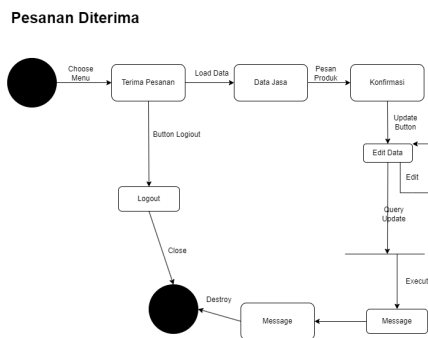 Pesanan Diterima
Choose
Menu
Terima Pesanan
Load Data
Data Jasa
Pesan
Produk
Konfirmasi
Update
Button
Button Logiout
Edit Data
Edit
Logout
Query
Update
Close
Execut
Destroy
Message
Message